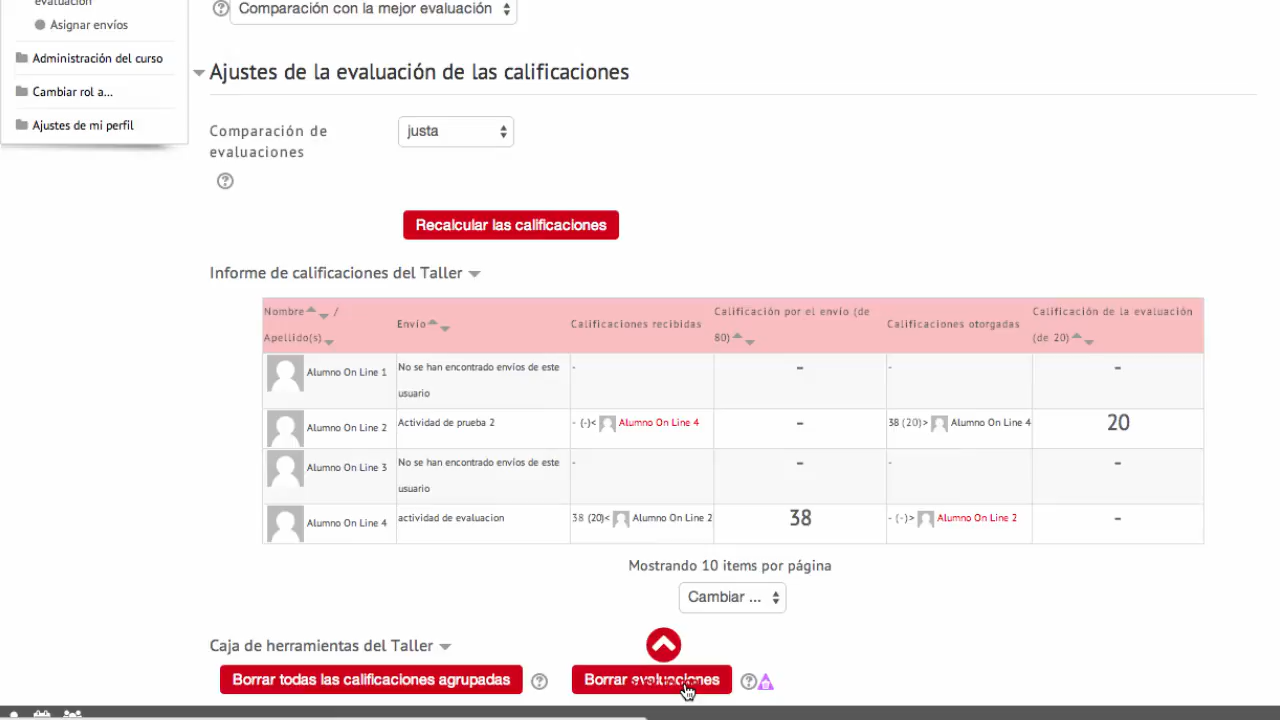 evaluación
Comparación con la mejor evaluación
Asignar envíos
Administración del curso
Cambiar rol a...
Ajustes de mi perfil
Ajustes de la evaluación de las calificaciones
Comparación de
evaluaciones
justa
Recalcular las calificaciones
Informe de calificaciones del Taller
Nombre /
Apellido(s)
Envío
Calificaciones recibidas
Calificación por el envío (de
80)
Calificaciones otorgadas
Calificación de la evaluación
(de 20)
Alumno On Line 1
No se han encontrado envíos de este
usuario
-
-
-
-
Alumno On Line 2
Actividad de prueba 2
- (-)< Alumno On Line 4
-
38 (20)> Alumno On Line 4
20
Alumno On Line 3
No se han encontrado envíos de este
usuario
-
-
-
-
Alumno On Line 4
actividad de evaluacion
38 (20)< Alumno On Line 2
38
- (-)> Alumno On Line 2
-
Mostrando 10 items por página
Cambiar ...
Caja de herramientas del Taller
Borrar todas las calificaciones agrupadas
Borrar evaluaciones